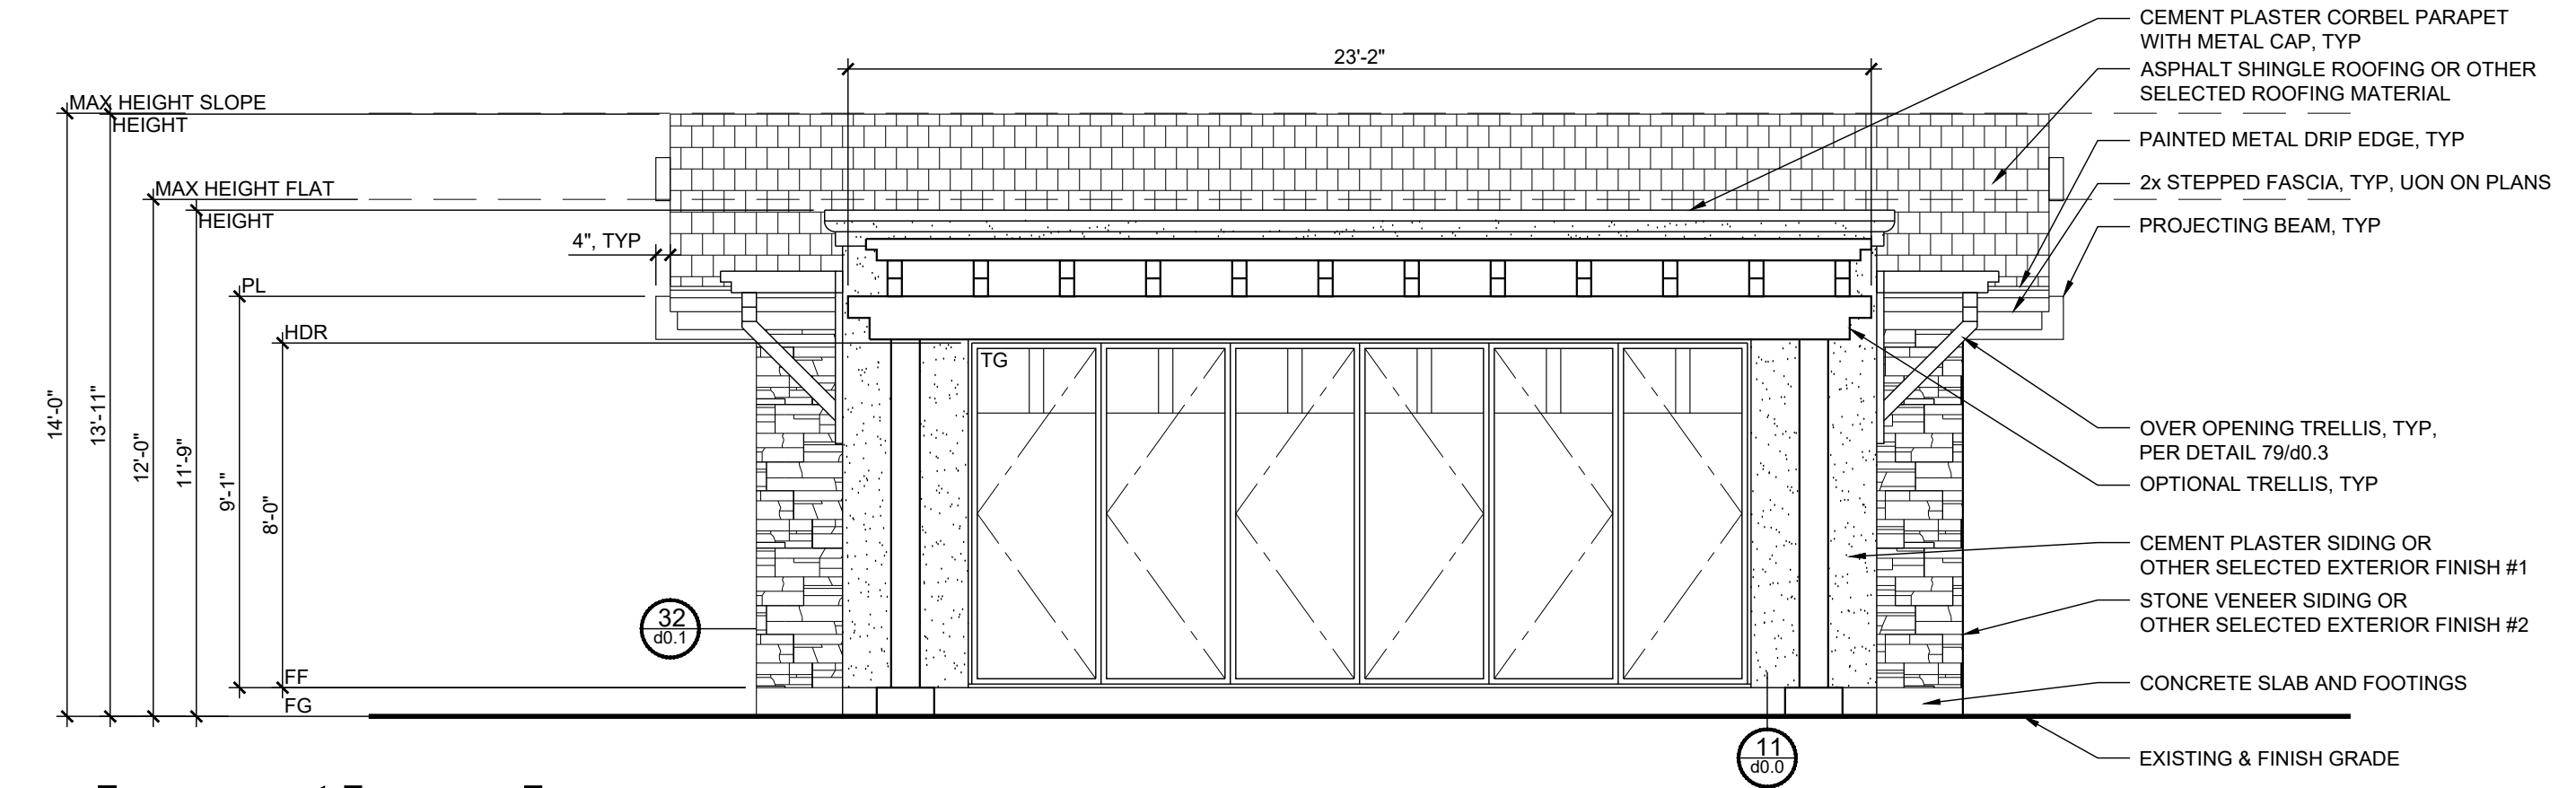 CEMENT PLASTER CORBEL PARAPET
WITH METAL CAP, TYP
23'-2"
ASPHALT SHINGLE ROOFING OR OTHER
SELECTED ROOFING MATERIAL
MAX HEIGHT SLOPE
HEIGHT
PAINTED METAL DRIP EDGE, TYP
MAX HEIGHT FLAT
HEIGHT
2x STEPPED FASCIA, TYP, UON ON PLANS
PROJECTING BEAM, TYP
4", TYP
PL
HDR
TG
14'-0"
13'-11"
12'-0"
11'-9"
9'-1"
8'-0"
OVER OPENING TRELLIS, TYP,
PER DETAIL 79/d0.3
OPTIONAL TRELLIS, TYP
CEMENT PLASTER SIDING OR
OTHER SELECTED EXTERIOR FINISH #1
STONE VENEER SIDING OR
OTHER SELECTED EXTERIOR FINISH #2
32
d0.1
FF
FG
CONCRETE SLAB AND FOOTINGS
11
d0.0
EXISTING & FINISH GRADE